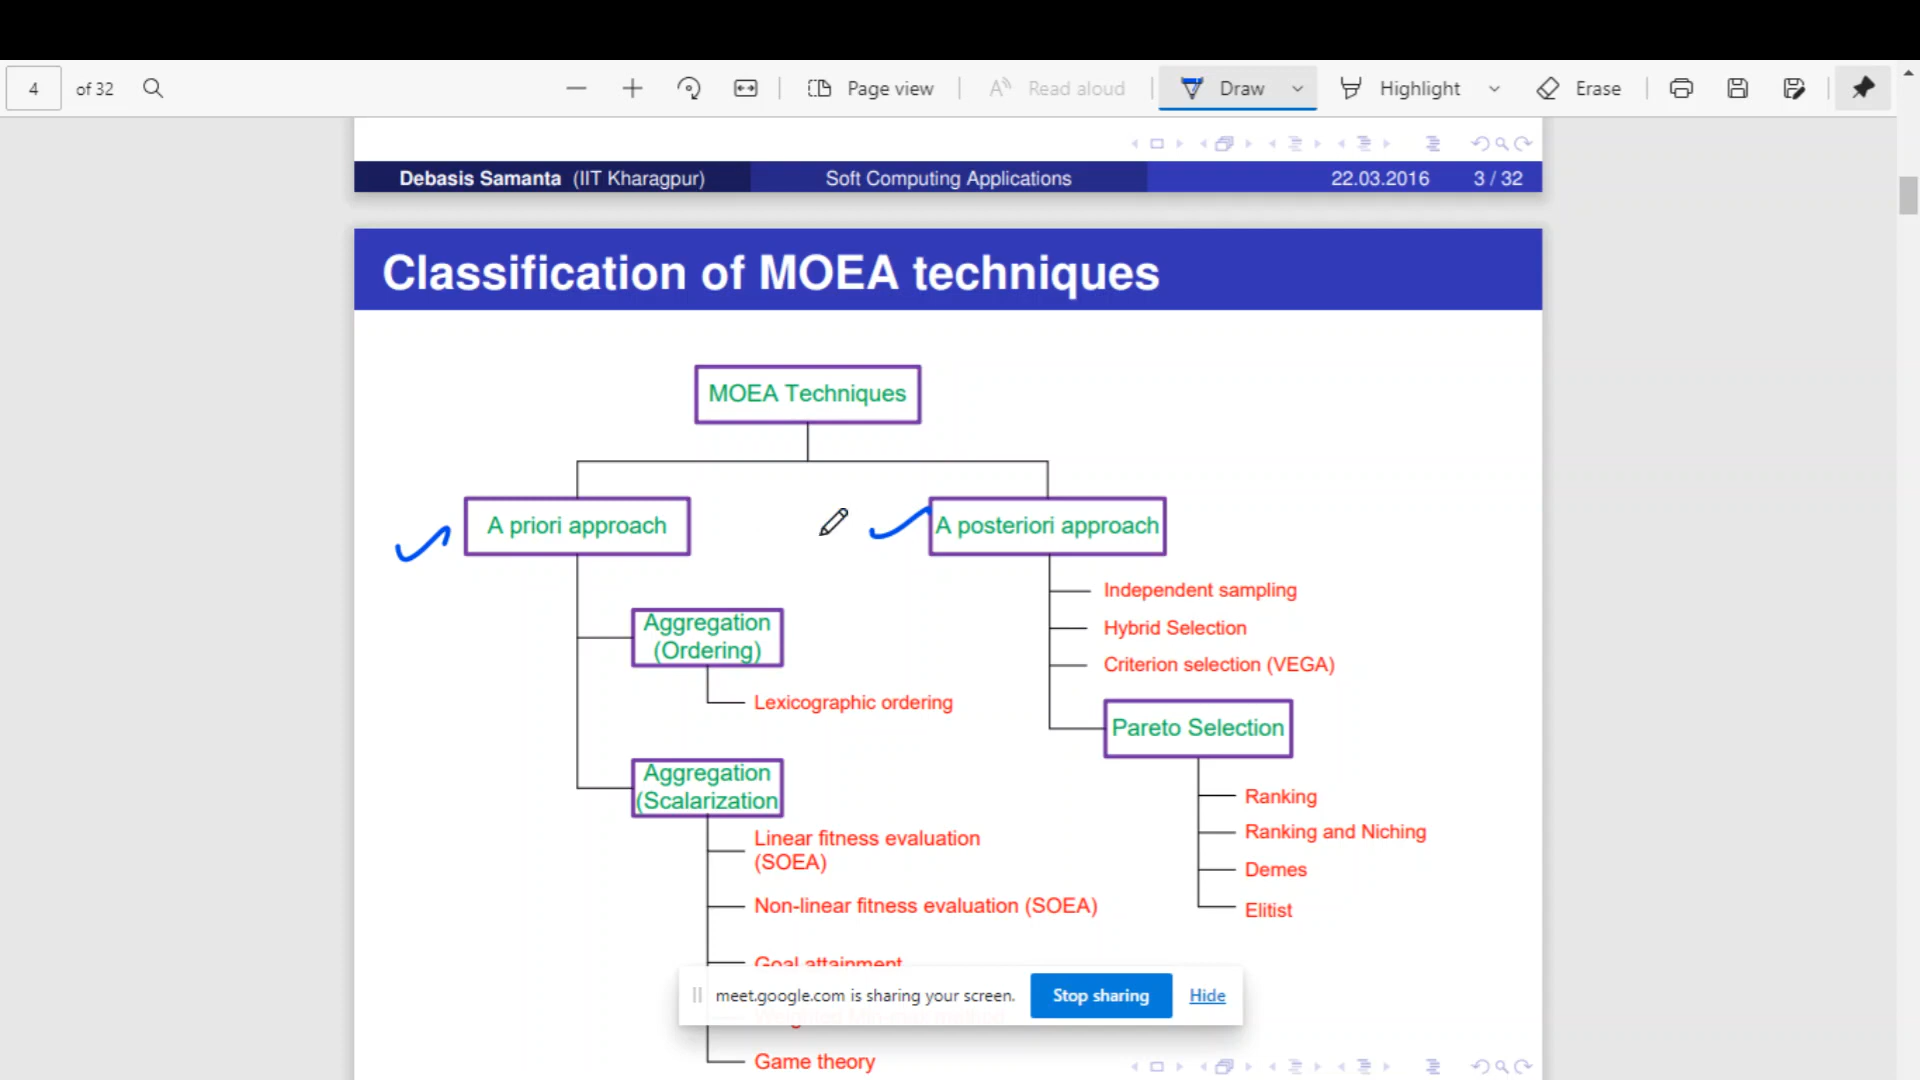 4 of 32 Page view Read aloud Draw Highlight Erase
Debasis Samanta (IIT Kharagpur) Soft Computing Applications 22.03.2016 3 / 32
Classification of MOEA techniques
MOEA Techniques
A priori approach
A posteriori approach
Aggregation
(Ordering)
Lexicographic ordering
Aggregation
(Scalarization
Linear fitness evaluation
(SOEA)
Non-linear fitness evaluation (SOEA)
Goal attainment
Weighted Min-max method
Game theory
Independent sampling
Hybrid Selection
Criterion selection (VEGA)
Pareto Selection
Ranking
Ranking and Niching
Demes
Elitist
meet.google.com is sharing your screen. Stop sharing Hide